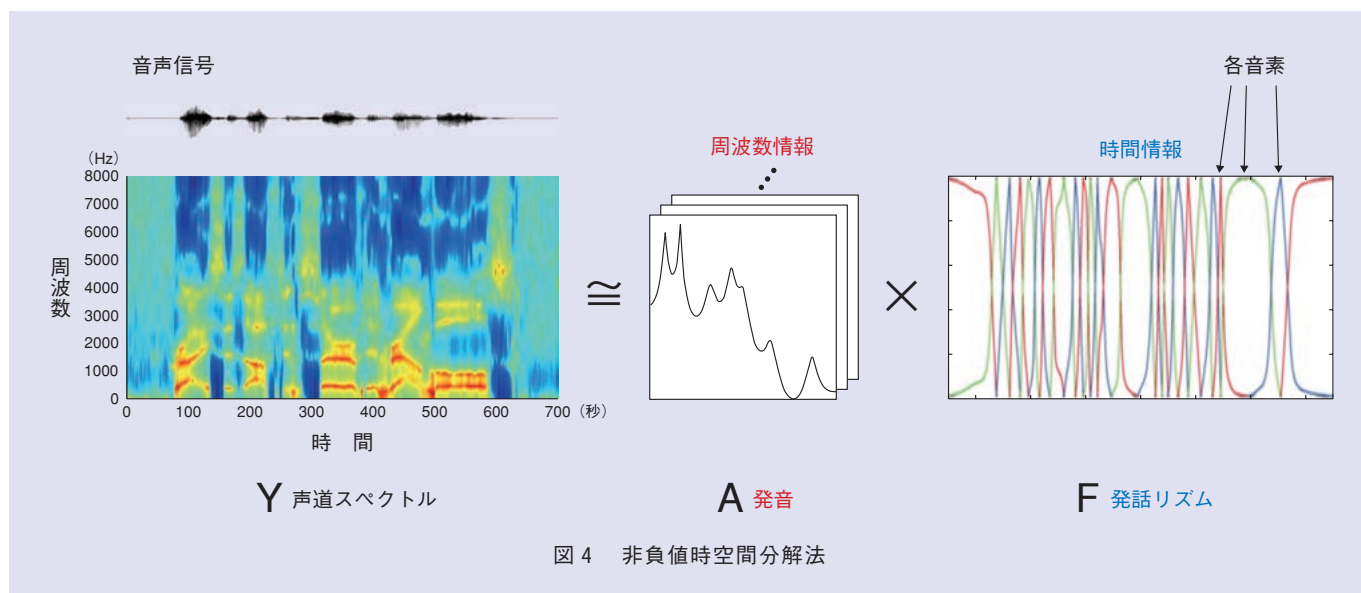 音声信号
各音素
周波数情報
時間情報
(Hz)
8000
7000
6000
5000
4000
3000
2000
1000
0
周波数
0 100 200 300 400 500 600 700 (秒)
時 間
≅
×
Y 声道スペクトル
A 発音
F 発話リズム
図4 非負値時空間分解法